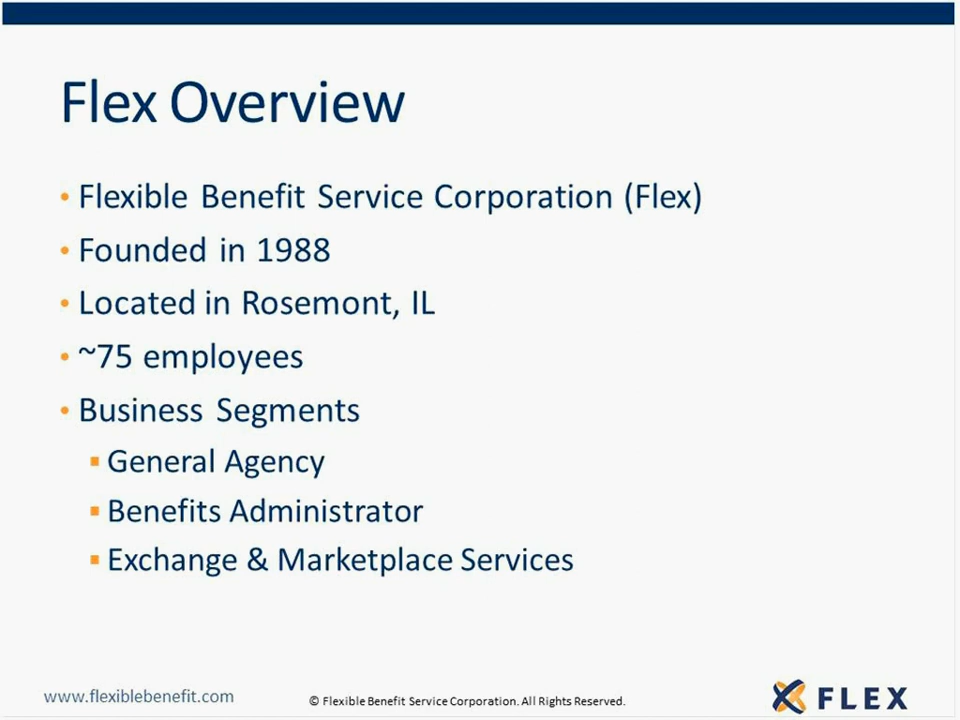 Flex Overview
• Flexible Benefit Service Corporation (Flex)
• Founded in 1988
• Located in Rosemont, IL
• ~75 employees
• Business Segments
▪ General Agency
▪ Benefits Administrator
▪ Exchange & Marketplace Services
www.flexiblebenefit.com
© Flexible Benefit Service Corporation. All Rights Reserved.
FLEX